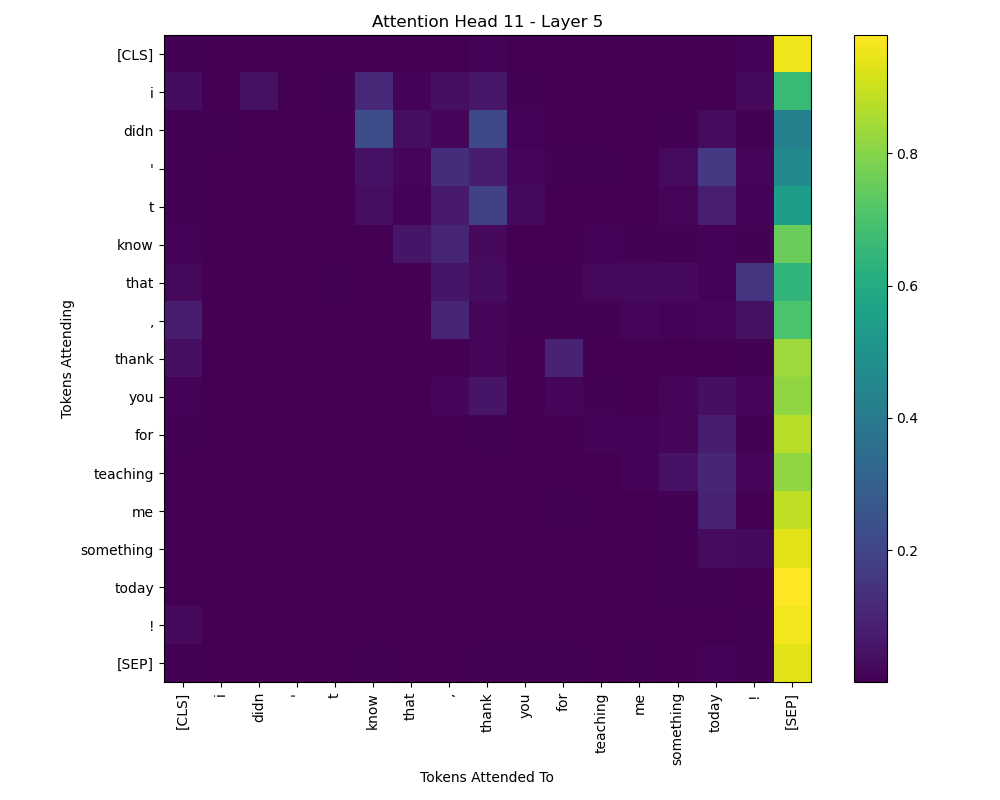 Attention Head 11 - Layer 5
Tokens Attending
[CLS]
i
didn
'
t
know
that
,
thank
you
for
teaching
me
something
today
!
[SEP]
[CLS]
i
didn
'
t
know
that
,
thank
you
for
teaching
me
something
today
!
[SEP]
Tokens Attended To
0.8
0.6
0.4
0.2